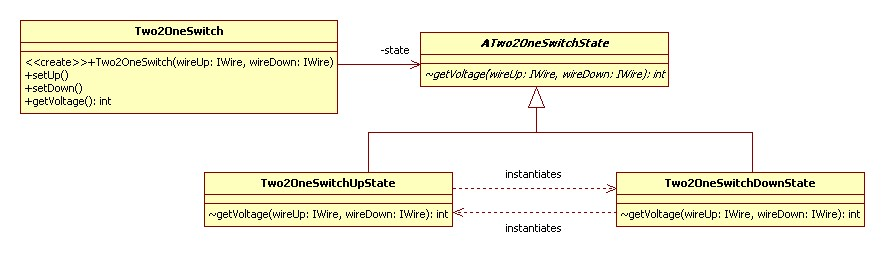 Two2OneSwitch
<<create>>+Two2OneSwitch(wireUp: IWire, wireDown: IWire)
+setUp()
+setDown()
+getVoltage(): int
-state
ATwo2OneSwitchState
~getVoltage(wireUp: IWire, wireDown: IWire): int
Two2OneSwitchUpState
~getVoltage(wireUp: IWire, wireDown: IWire): int
instantiates
instantiates
Two2OneSwitchDownState
~getVoltage(wireUp: IWire, wireDown: IWire): int